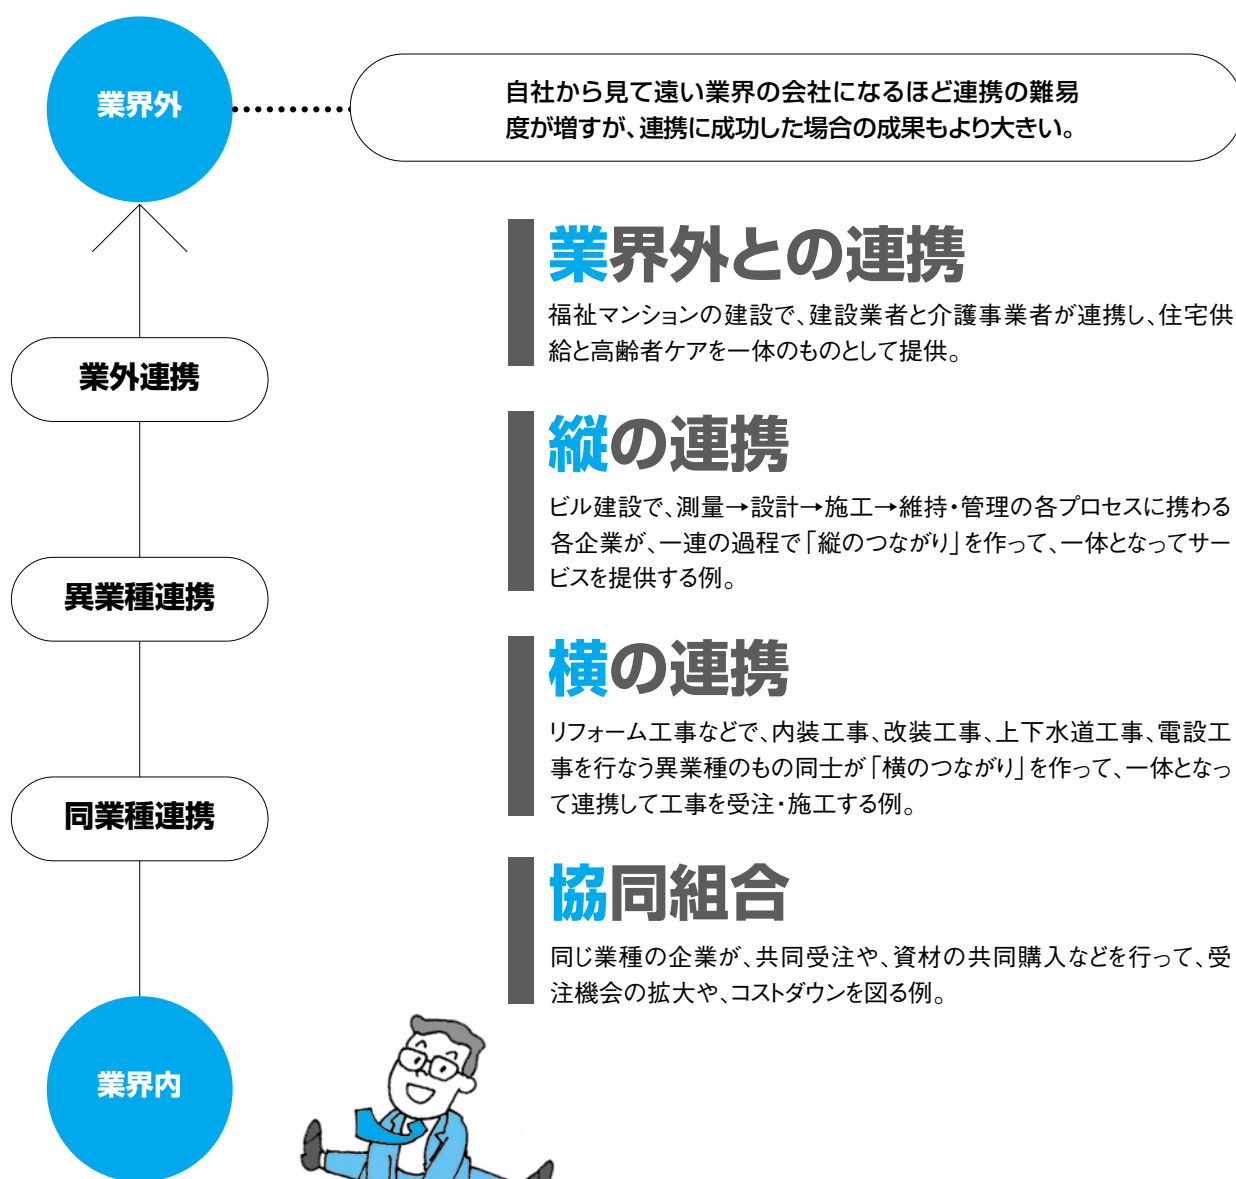 業界外
自社から見て遠い業界の会社になるほど連携の難易
度が増すが、連携に成功した場合の成果もより大きい。
業界外との連携
福祉マンションの建設で、建設業者と介護事業者が連携し、住宅供
給と高齢者ケアを一体のものとして提供。
業外連携
縦の連携
ビル建設で、測量→設計→施工→維持・管理の各プロセスに携わる
各企業が、一連の過程で「縦のつながり」を作って、一体となってサー
ビスを提供する例。
異業種連携
横の連携
リフォーム工事などで、内装工事、改装工事、上下水道工事、電設工
事を行なう異業種のもの同士が「横のつながり」を作って、一体となっ
て連携して工事を受注・施工する例。
同業種連携
協同組合
同じ業種の企業が、共同受注や、資材の共同購入などを行って、受
注機会の拡大や、コストダウンを図る例。
業界内